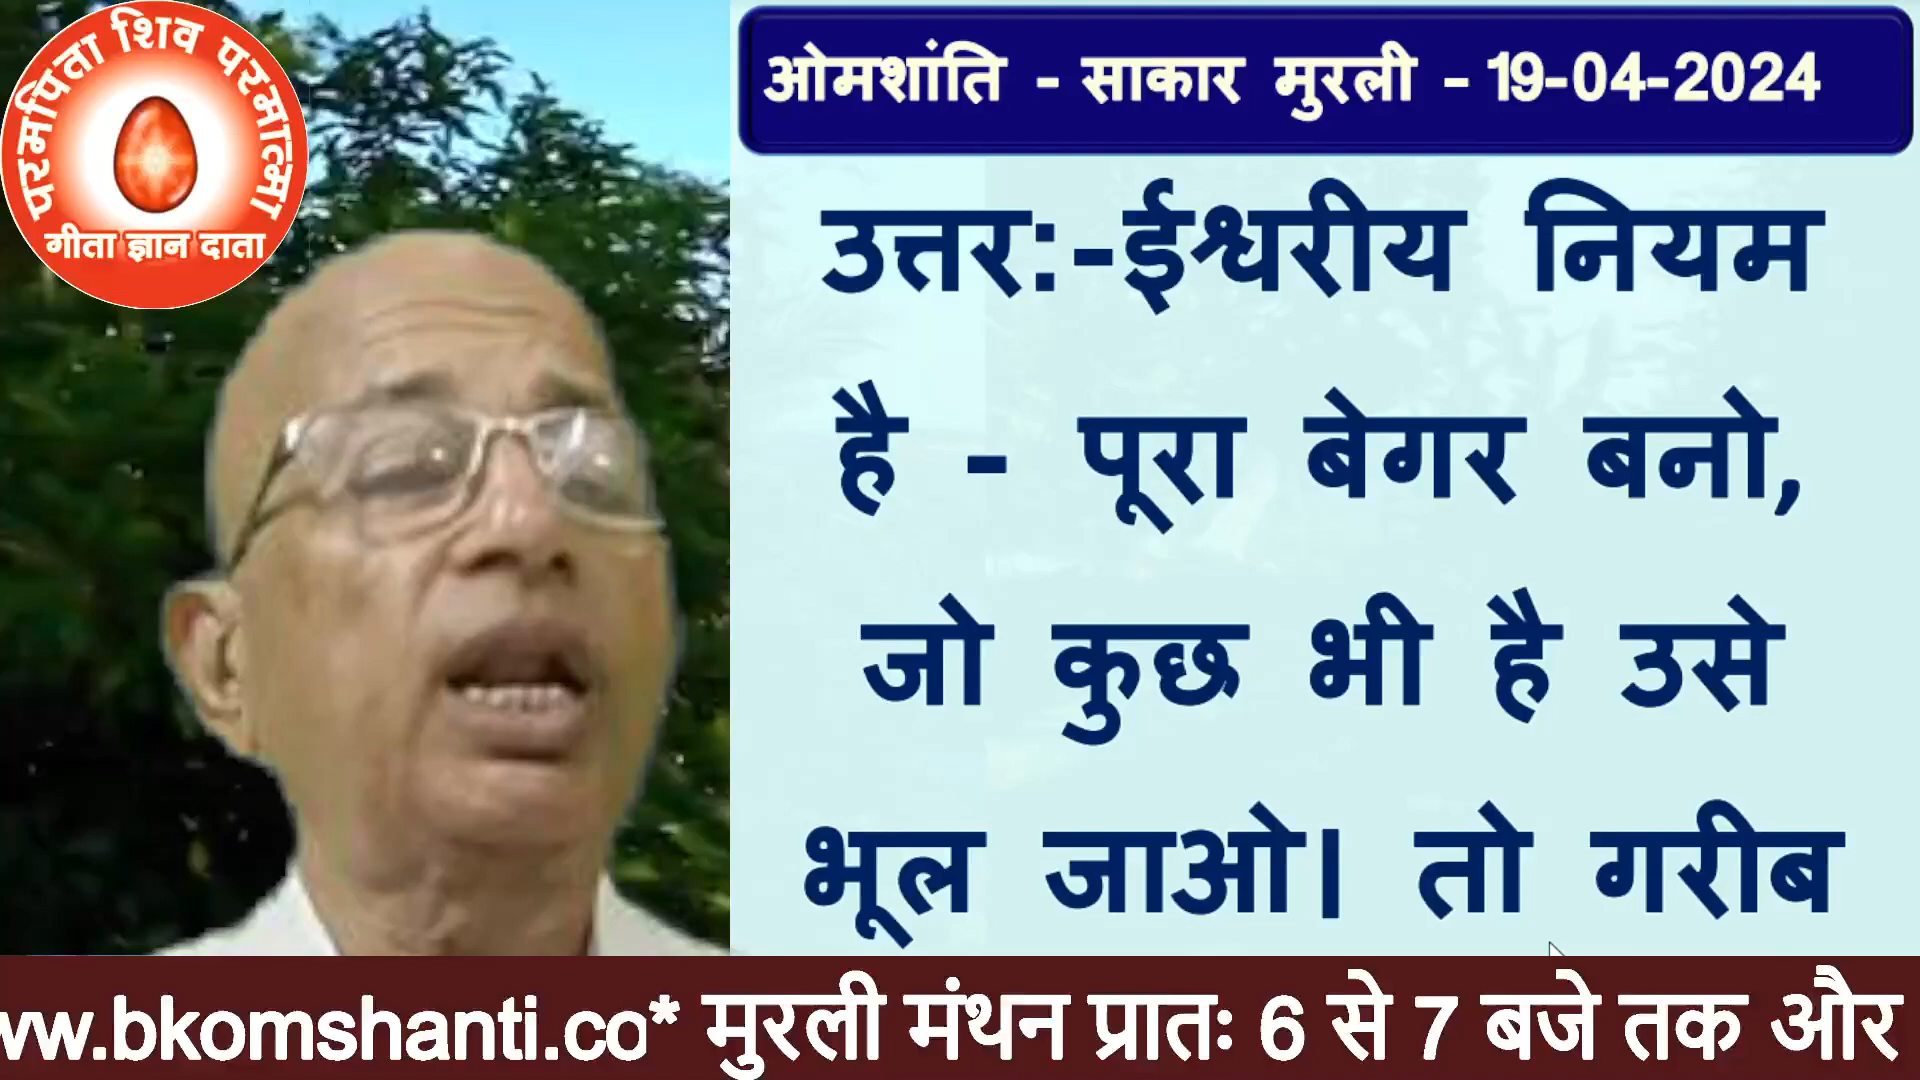 परमपिता शिव परमात्मा
गीता ज्ञान दाता
ओमशांति - साकार मुरली - 19-04-2024
उत्तर:-ईश्वरीय नियम
है - पूरा बेगर बनो,
जो कुछ भी है उसे
भूल जाओ। तो गरीब
ww.bkomshanti.co* मुरली मंथन प्रातः 6 से 7 बजे तक और